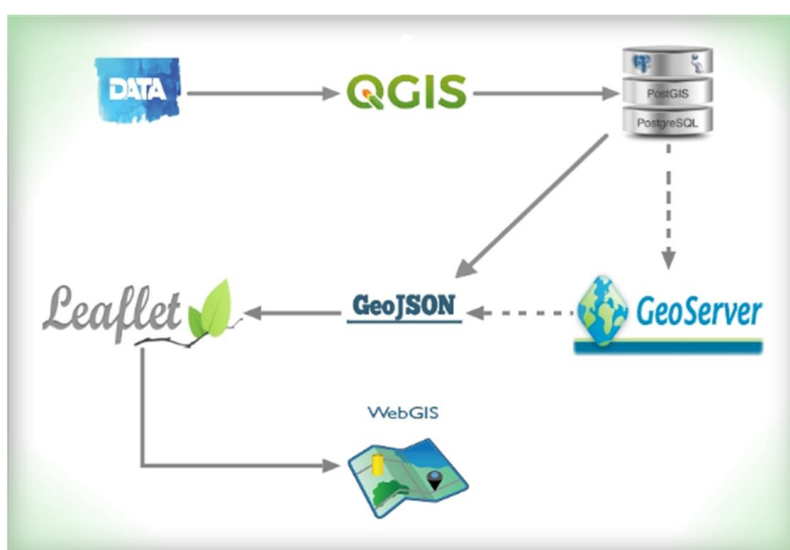 DATA
QGIS
PostGIS
PostgreSQL
Leaflet
GeoJSON
GeoServer
WebGIS